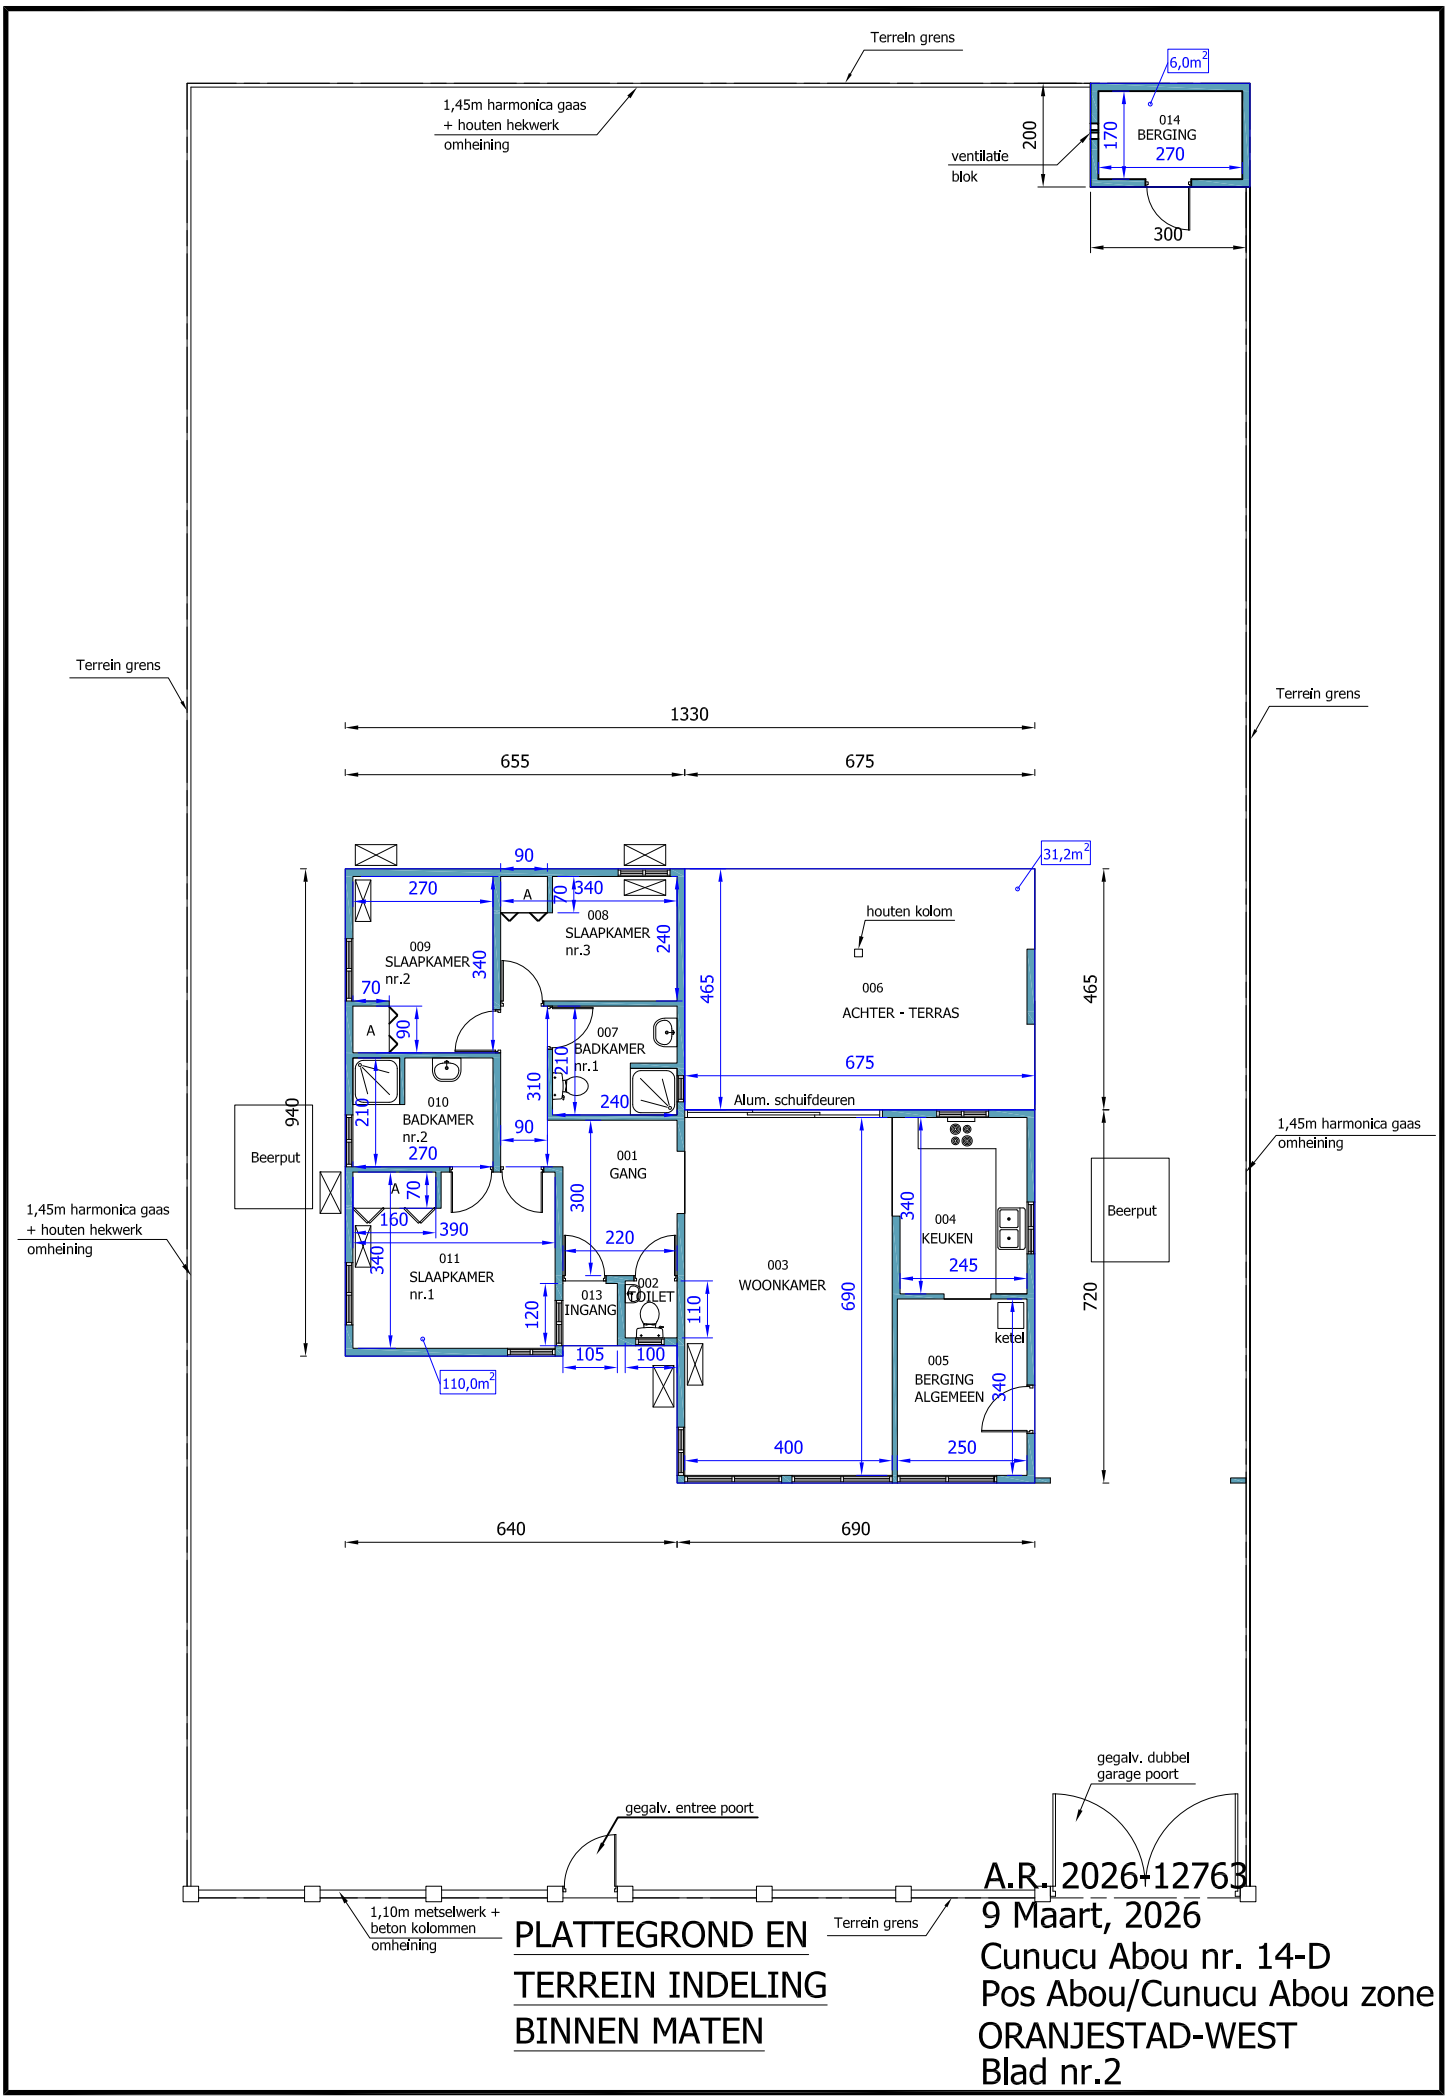 Terrein grens
6,0m²
1,45m harmonica gaas
+ houten hekwerk
omheining
200
ventilatie
blok
170
014
BERGING
270
300
Terrein grens
Terrein grens
1330
655
675
31,2m²
90
270
A
70
340
008
SLAAPKAMER
nr.3
240
009
SLAAPKAMER
nr.2
340
70
A
90
houten kolom
006
ACHTER - TERRAS
465
675
465
007
BADKAMER
nr.1
210
240
310
90
010
BADKAMER
nr.2
210
270
940
Beerput
Alum. schuifdeuren
1,45m harmonica gaas
omheining
1,45m harmonica gaas
+ houten hekwerk
omheining
001
GANG
300
220
A
70
160
390
340
011
SLAAPKAMER
nr.1
120
013
INGANG
002
TOILET
110
105
100
110,0m²
003
WOONKAMER
690
400
340
004
KEUKEN
245
ketel
005
BERGING
ALGEMEEN
340
250
720
Beerput
640
690
gegalv. dubbel
garage poort
gegalv. entree poort
1,10m metselwerk +
beton kolommen
omheining
Terrein grens
PLATTEGROND EN
TERREIN INDELING
BINNEN MATEN
A.R. 2026-12763
9 Maart, 2026
Cunucu Abou nr. 14-D
Pos Abou/Cunucu Abou zone
ORANJESTAD-WEST
Blad nr.2